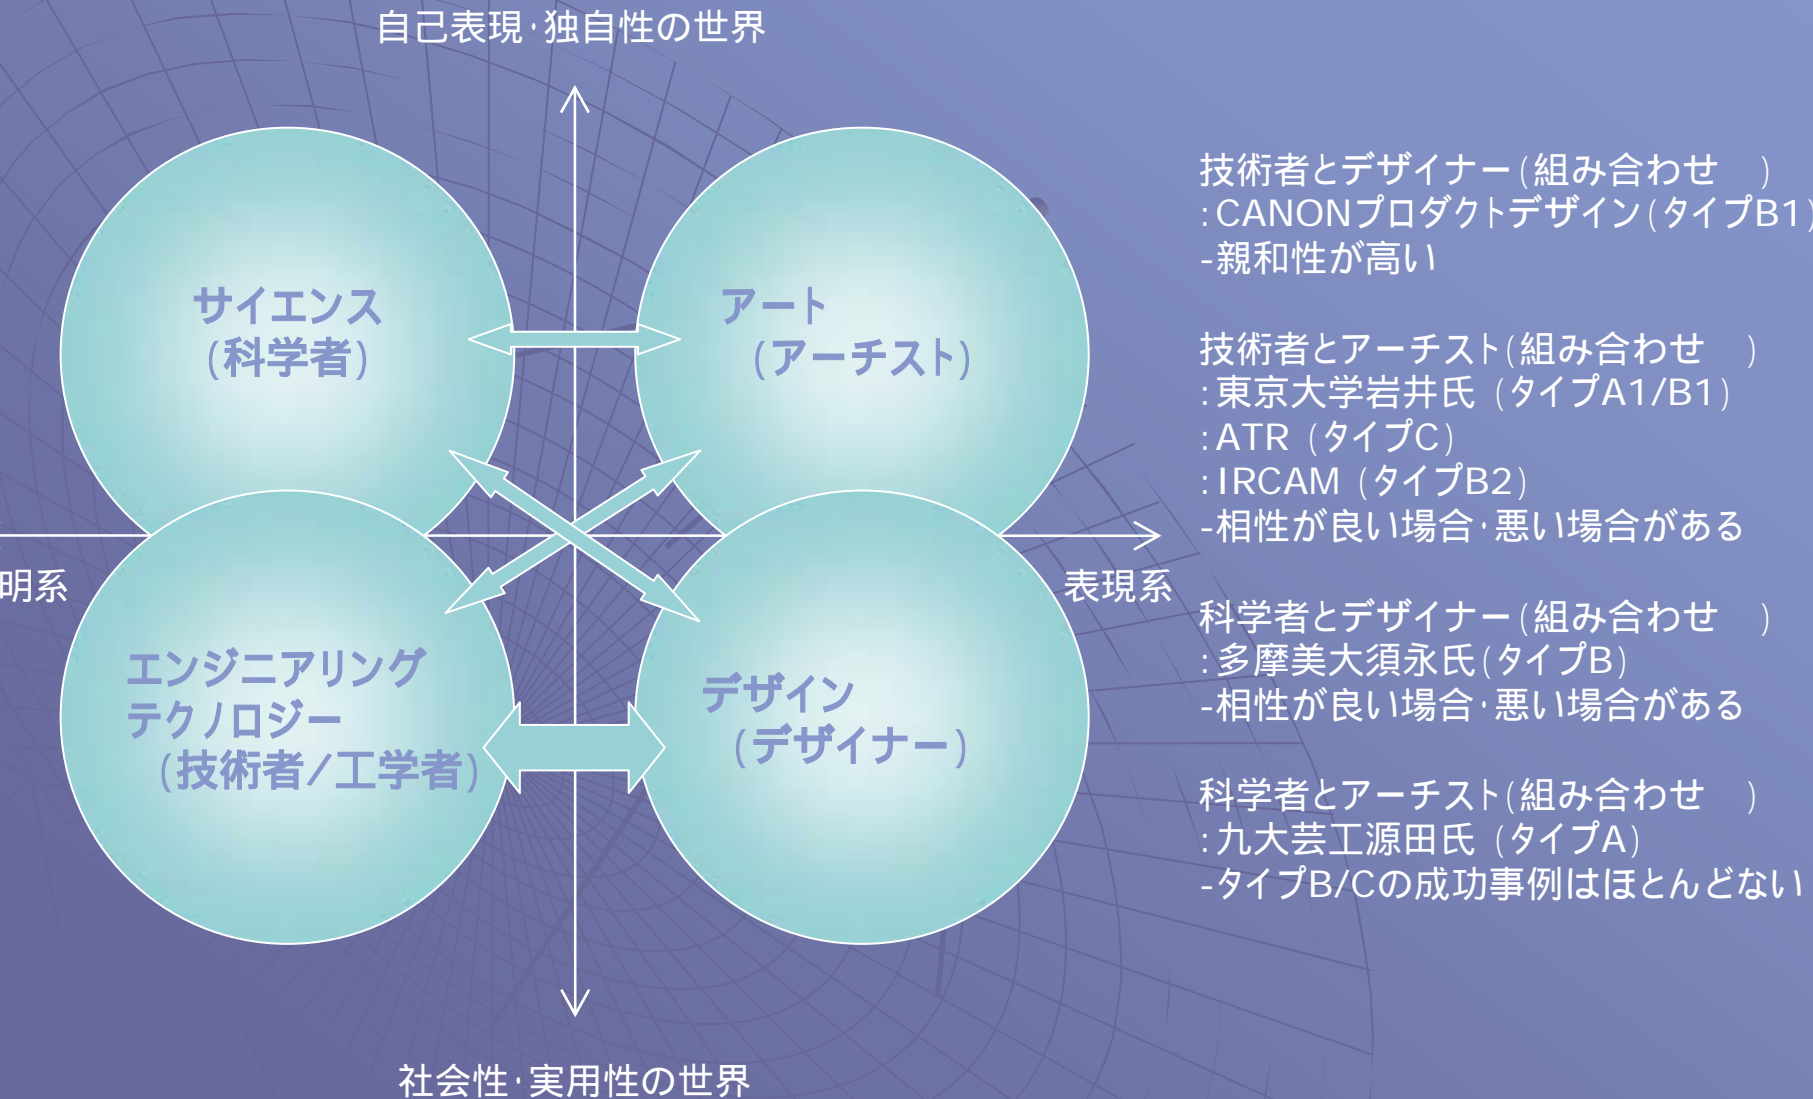 自己表現・独自性の世界
サイエンス
(科学者)
アート
(アーチスト)
明系
表現系
エンジニアリング
テクノロジー
(技術者/工学者)
デザイン
(デザイナー)
社会性・実用性の世界
技術者とデザイナー(組み合わせ　)
:CANONプロダクトデザイン(タイプB1)
-親和性が高い
技術者とアーチスト(組み合わせ　)
:東京大学岩井氏 (タイプA1/B1)
:ATR (タイプC)
:IRCAM (タイプB2)
-相性が良い場合・悪い場合がある
科学者とデザイナー(組み合わせ　)
:多摩美大須永氏(タイプB)
-相性が良い場合・悪い場合がある
科学者とアーチスト(組み合わせ　)
:九大芸工源田氏 (タイプA)
-タイプB/Cの成功事例はほとんどない